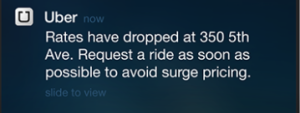 Uber now
Rates have dropped at 350 5th
Ave. Request a ride as soon as
possible to avoid surge pricing.
slide to view